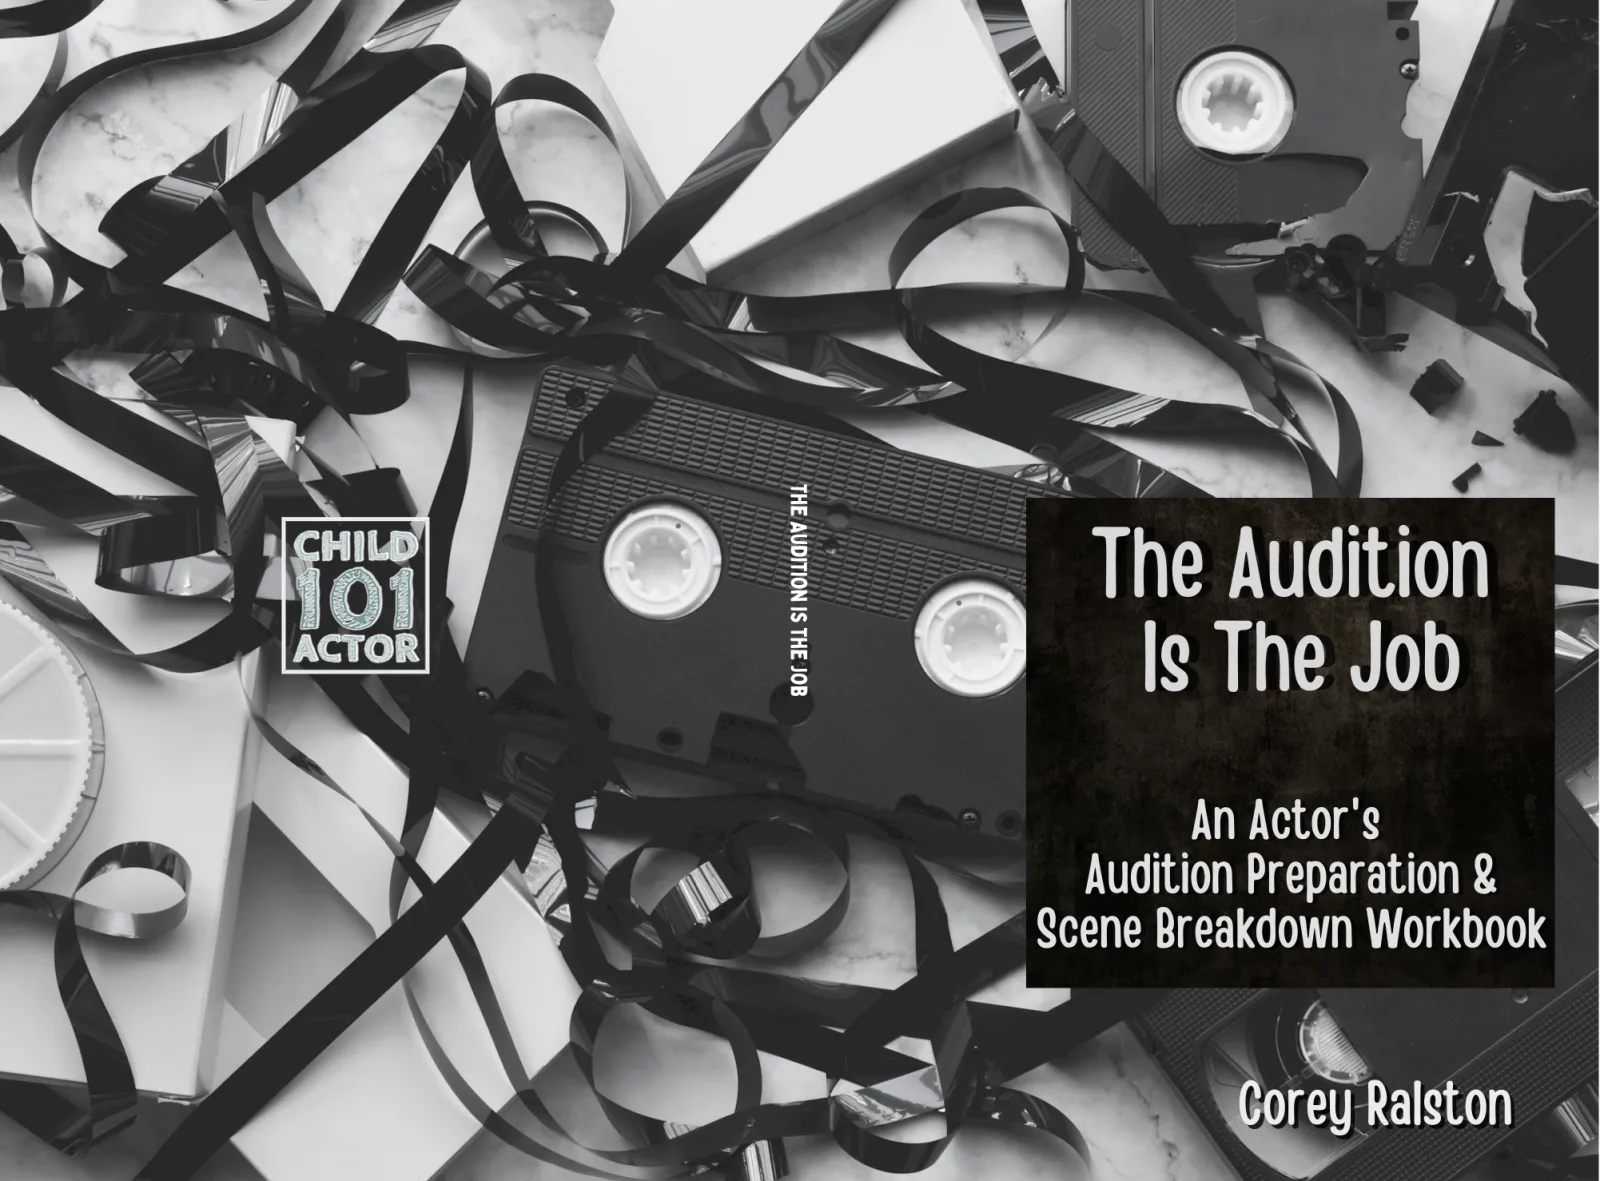 CHILD
101
ACTOR
THE AUDITION IS THE JOB
The Audition
Is The Job
An Actor's
Audition Preparation &
Scene Breakdown Workbook
Corey Ralston